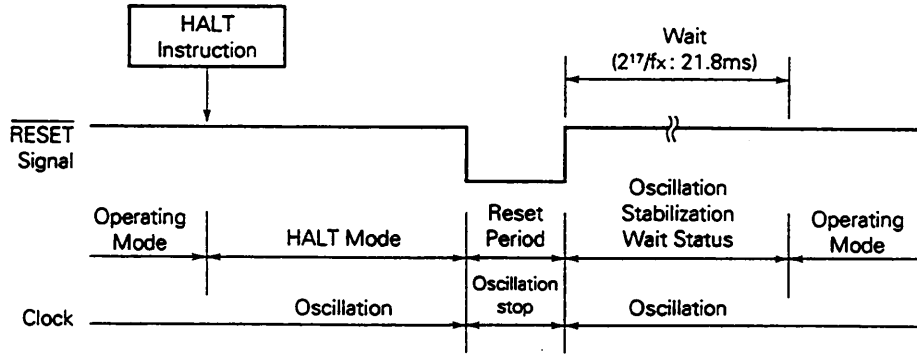 HALT
Instruction
Wait
(2¹⁷/fx: 21.8ms)
RESET
Signal
Operating
Mode
HALT Mode
Reset
Period
Oscillation
Stabilization
Wait Status
Operating
Mode
Clock
Oscillation
Oscillation
stop
Oscillation